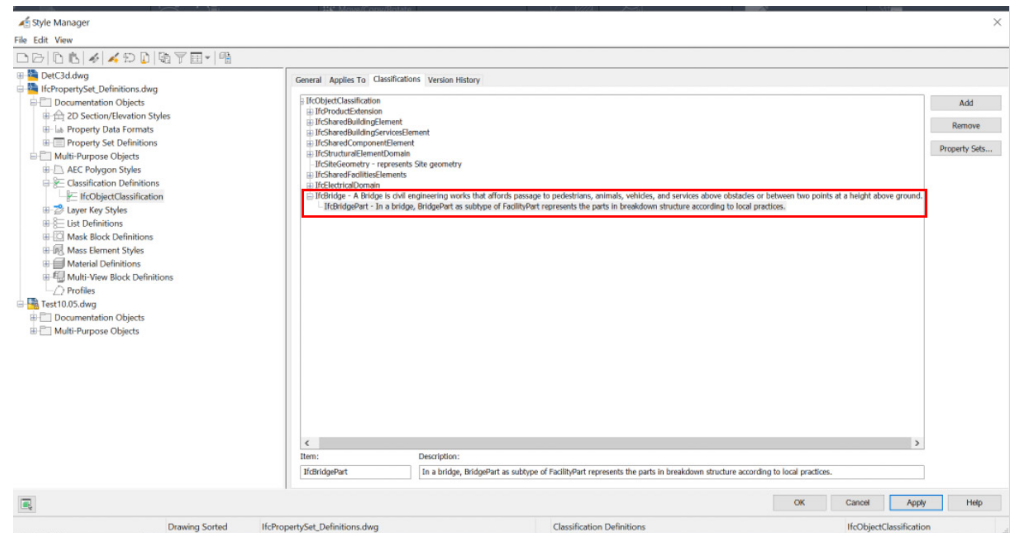 Style Manager
File Edit View
DetC3d.dwg
IfcPropertySet_Definitions.dwg
Documentation Objects
2D Section/Elevation Styles
Property Data Formats
Property Set Definitions
Multi-Purpose Objects
AEC Polygon Styles
Classification Definitions
IfcObjectClassification
Layer Key Styles
List Definitions
Mask Block Definitions
Mass Element Styles
Material Definitions
Multi-View Block Definitions
Profiles
Test10.05.dwg
Documentation Objects
Multi-Purpose Objects
General Applies To Classifications Version History
IfcObjectClassification
IfcProductExtension
IfcSharedBuildingElement
IfcSharedBuildingServicesElement
IfcSharedComponentElement
IfcStructuralElementDomain
IfcSiteGeometry - represents Site geometry
IfcSharedFacilitiesElements
IfcElectricalDomain
IfcBridge - A Bridge is civil engineering works that affords passage to pedestrians, animals, vehicles, and services above obstacles or between two points at a height above ground.
IfcBridgePart - In a bridge, BridgePart as subtype of FacilityPart represents the parts in breakdown structure according to local practices.
Add
Remove
Property Sets...
Item: Description:
IfcBridgePart In a bridge, BridgePart as subtype of FacilityPart represents the parts in breakdown structure according to local practices.
OK Cancel Apply Help
Drawing Sorted IfcPropertySet_Definitions.dwg Classification Definitions IfcObjectClassification